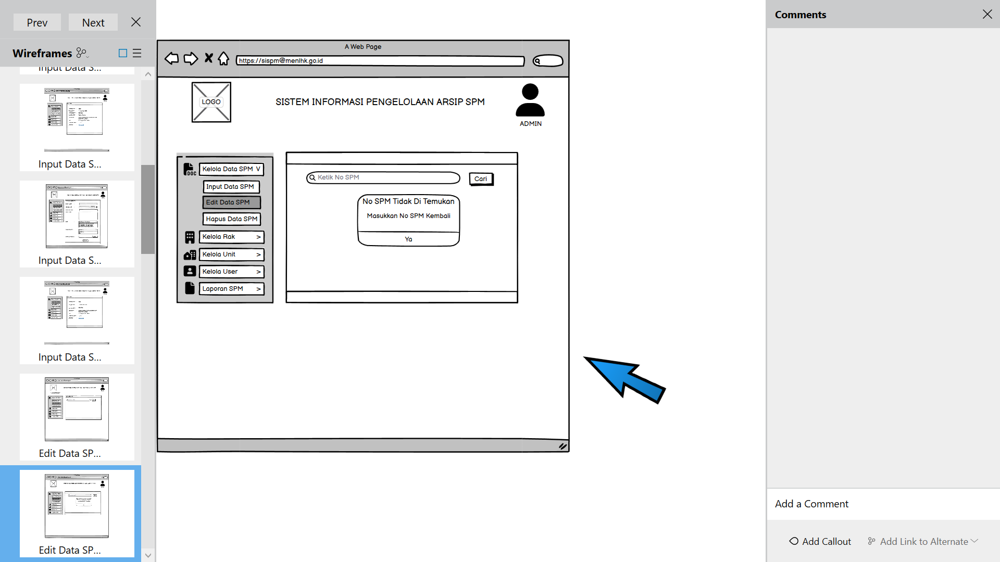 Prev
Next
Wireframes
Input Data S...
Input Data S...
Input Data S...
Input Data S...
Edit Data SP...
Edit Data SP...
A Web Page
https://sispm@menlhk.go.id
LOGO
SISTEM INFORMASI PENGELOLAAN ARSIP SPM
ADMIN
DOC
Kelola Data SPM V
Input Data SPM
Edit Data SPM
Hapus Data SPM
Kelola Rak >
Kelola Unit >
Kelola User >
Laporan SPM >
Ketik No SPM
Cari
No SPM Tidak Di Temukan
Masukkan No SPM Kembali
Ya
Comments
Add a Comment
Add Callout
Add Link to Alternate